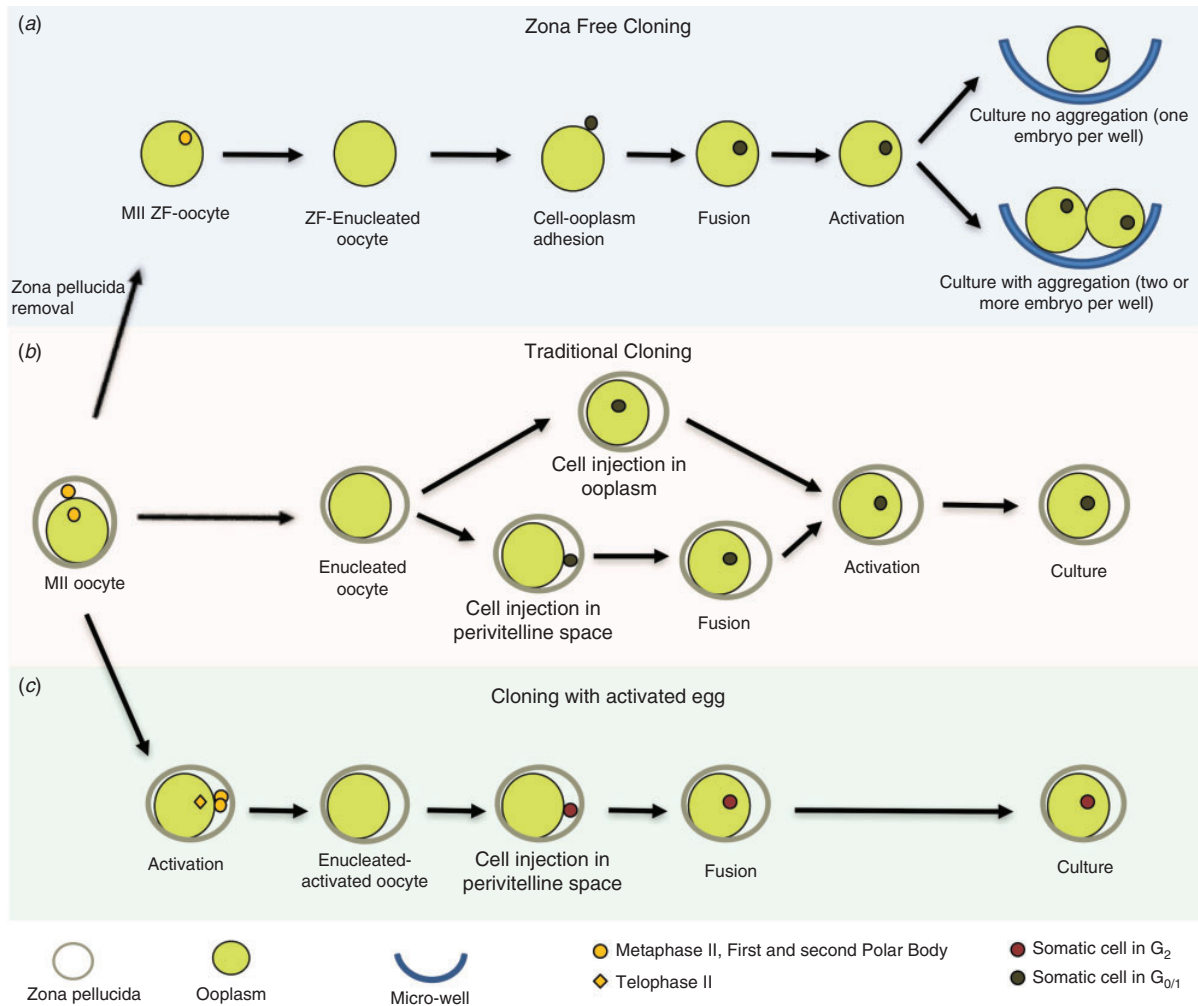 (a)
Zona Free Cloning
MII ZF-oocyte
ZF-Enucleated
oocyte
Cell-ooplasm
adhesion
Fusion
Activation
Culture no aggregation (one
embryo per well)
Culture with aggregation (two or
more embryo per well)
Zona pellucida
removal
(b)
Traditional Cloning
MII oocyte
Enucleated
oocyte
Cell injection in
ooplasm
Cell injection in
perivitelline space
Fusion
Activation
Culture
(c)
Cloning with activated egg
Activation
Enucleated-
activated oocyte
Cell injection in
perivitelline space
Fusion
Culture
Zona pellucida
Ooplasm
Micro-well
Metaphase II, First and second Polar Body
Telophase II
Somatic cell in G2
Somatic cell in G0/1